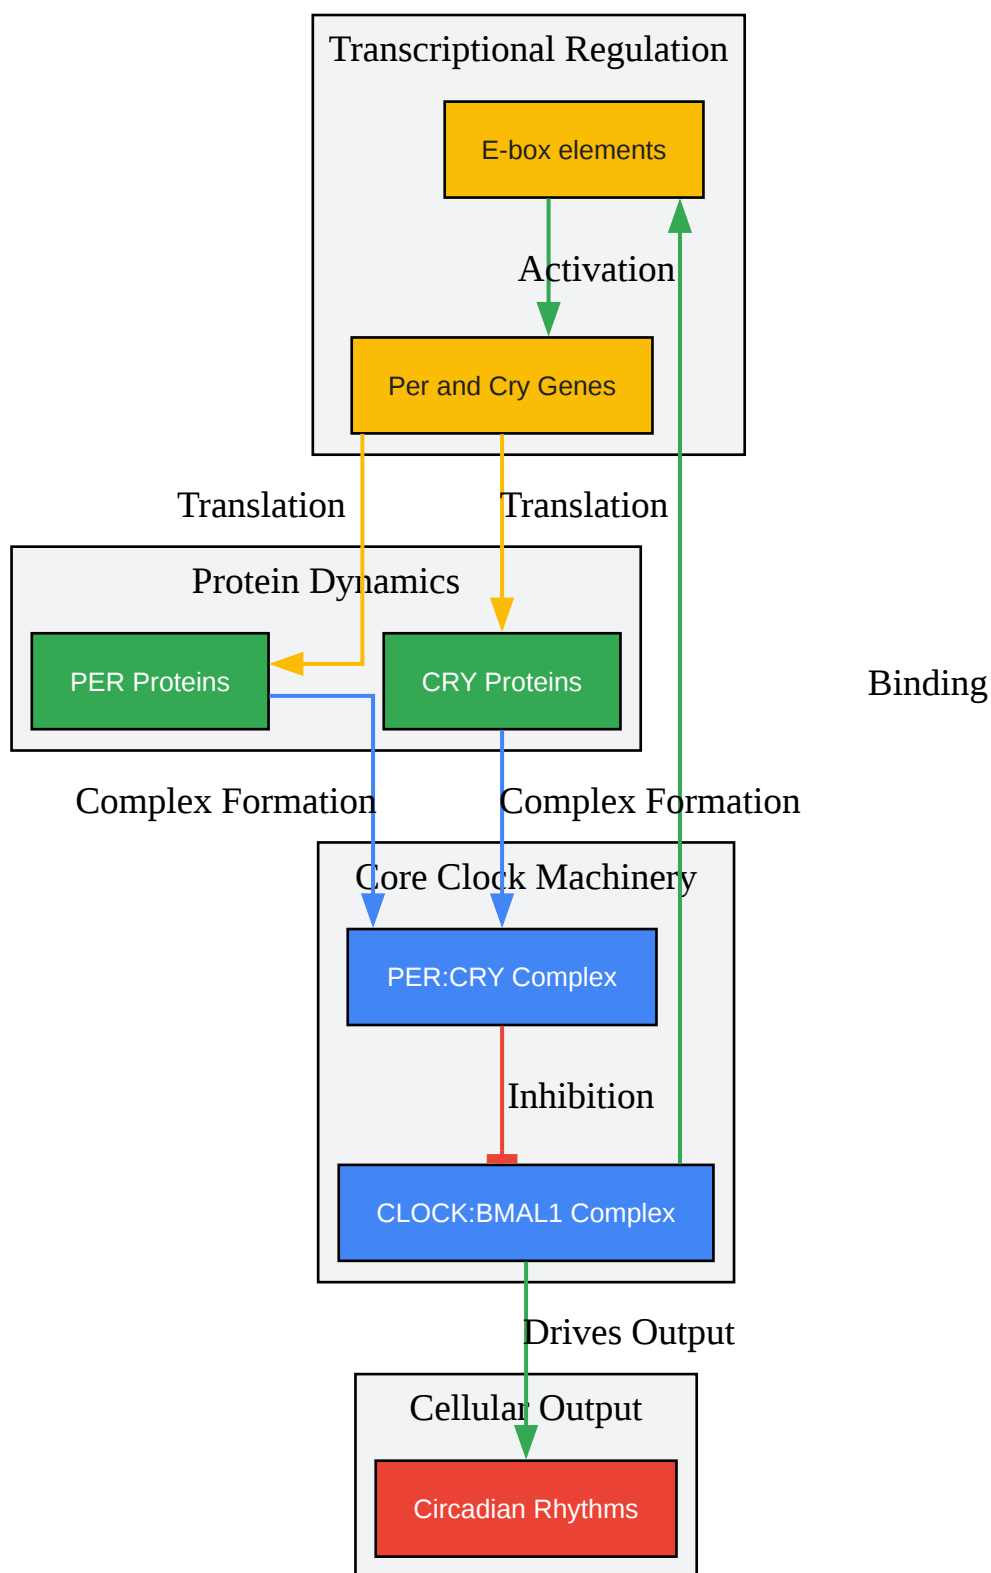 Transcriptional Regulation
E-box elements
Activation
Per and Cry Genes
Translation
Translation
Protein Dynamics
PER Proteins
CRY Proteins
Binding
Complex Formation
Complex Formation
Core Clock Machinery
PER:CRY Complex
Inhibition
CLOCK:BMAL1 Complex
Drives Output
Cellular Output
Circadian Rhythms